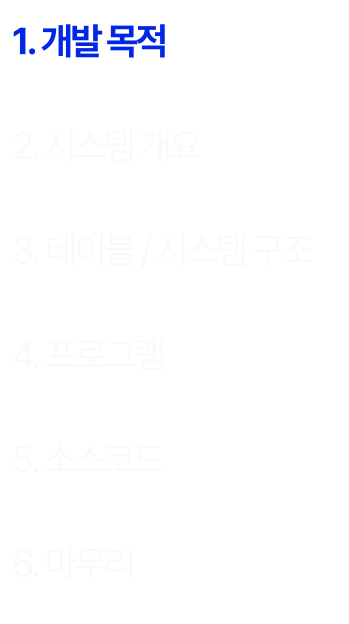 1. 개발 목적
2. 시스템 개요
3. 테이블 / 시스템 구조
4. 프로그램
5. 소스코드
6. 마무리